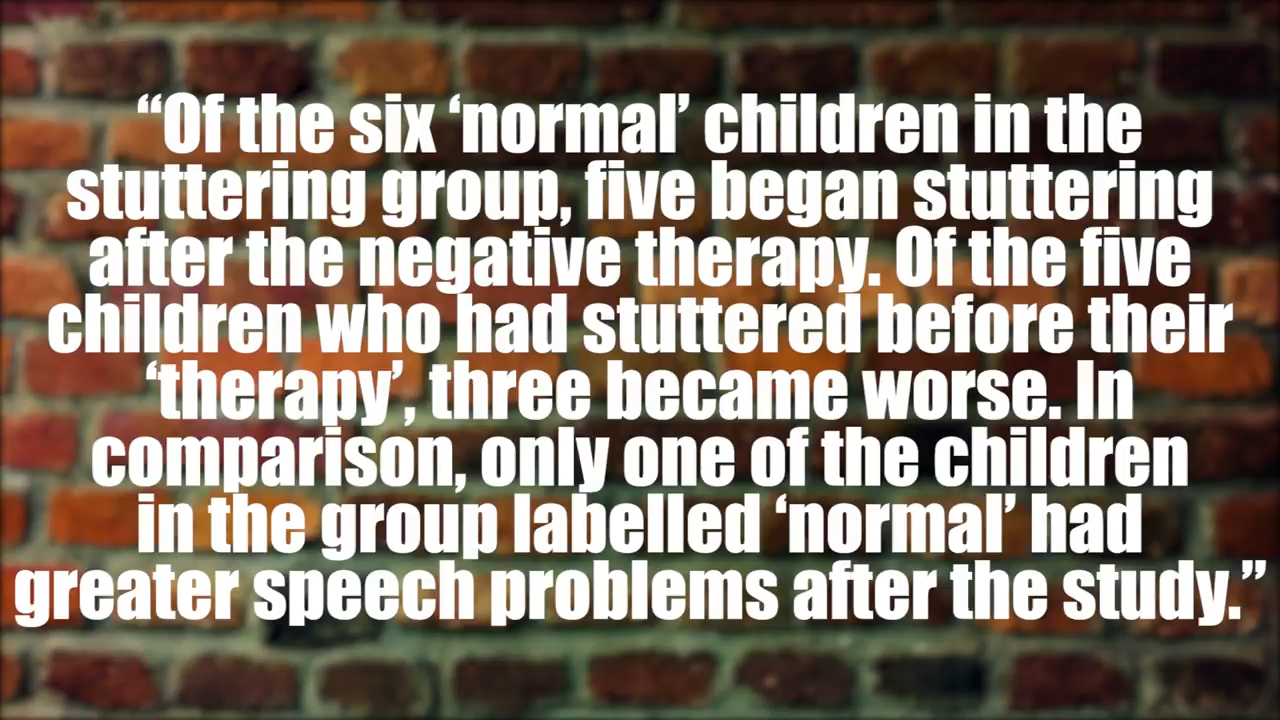 “Of the six ‘normal’ children in the
stuttering group, five began stuttering
after the negative therapy. Of the five
children who had stuttered before their
‘therapy’, three became worse. In
comparison, only one of the children
in the group labelled ‘normal’ had
greater speech problems after the study.”